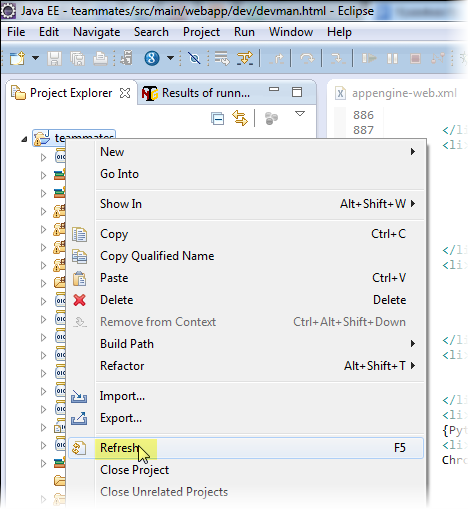 Java EE - teammates/src/main/webapp/dev/devman.html - Eclipse
File Edit Navigate Search Project Run Window Help
Project Explorer Results of runn... appengine-web.xml
886
887 </li
<li
teammates
New
Go Into
Show In Alt+Shift+W
Copy Ctrl+C
</li
Copy Qualified Name
<li
Paste Ctrl+V
Delete Delete
Remove from Context Ctrl+Alt+Shift+Down
Build Path </li
<li
Refactor Alt+Shift+T
Import...
</li
Export... <li
{Pyt
Refresh F5
<li
Chro
Close Project
Close Unrelated Projects